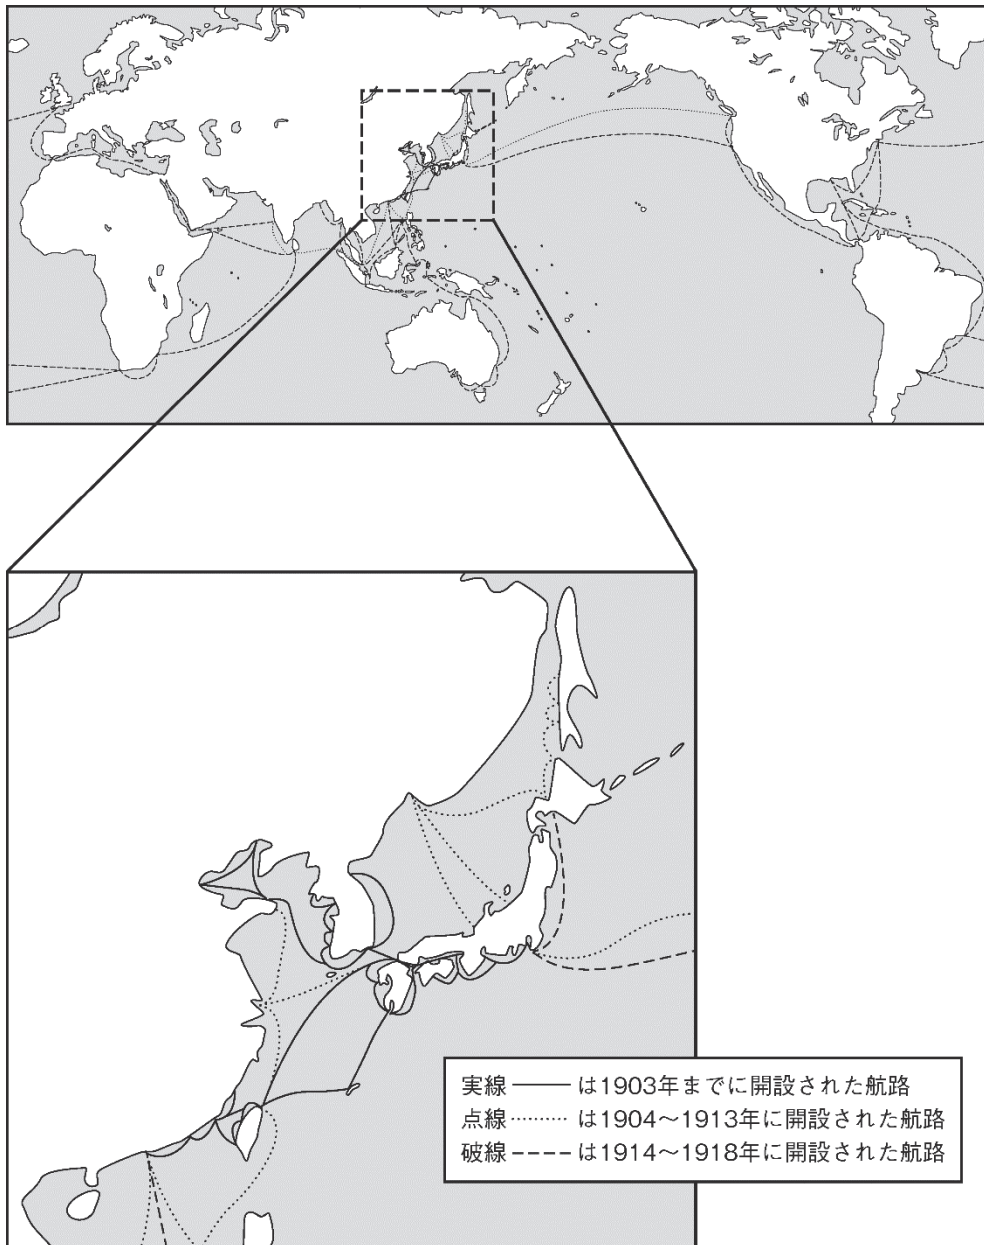 実線 ——— は1903年までに開設された航路
点線 ········· は1904〜1913年に開設された航路
破線 ---- は1914〜1918年に開設された航路